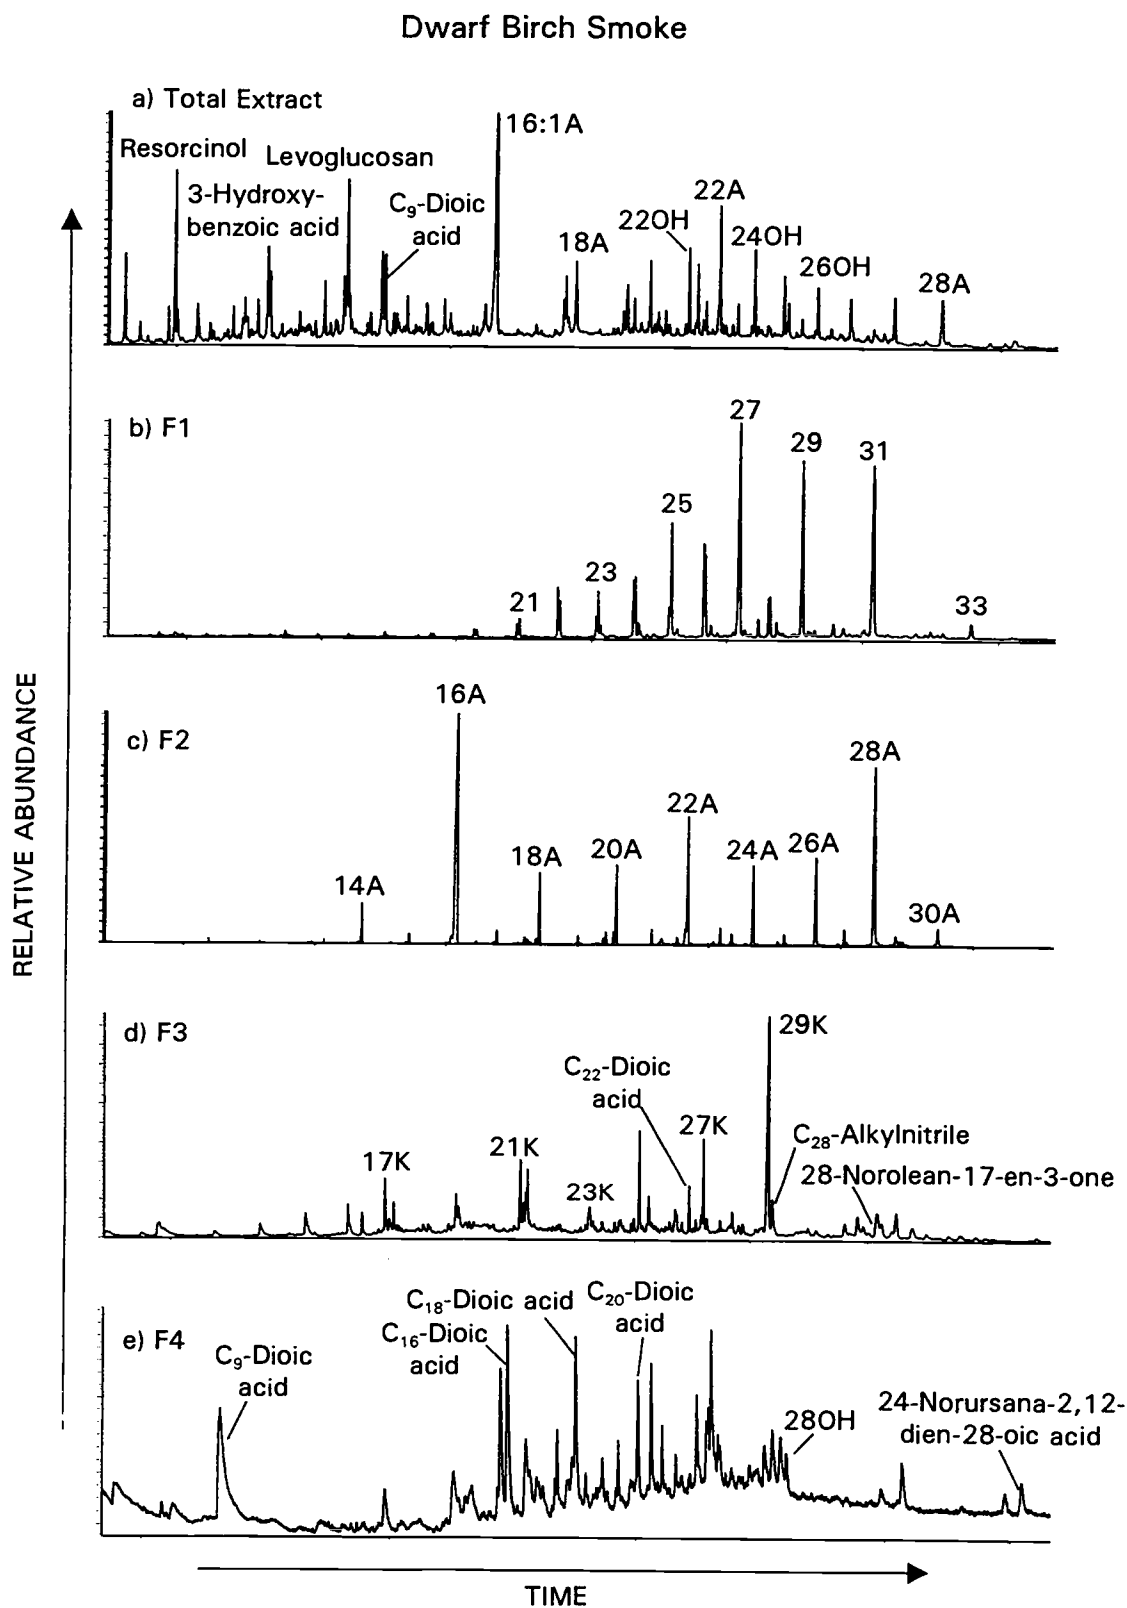 Dwarf Birch Smoke
a) Total Extract
Resorcinol
Levoglucosan
3-Hydroxy-
benzoic acid
C₉-Dioic
acid
16:1A
18A
22OH
22A
24OH
26OH
28A
b) F1
21
23
25
27
29
31
33
c) F2
14A
16A
18A
20A
22A
24A
26A
28A
30A
d) F3
17K
21K
23K
C₂₂-Dioic
acid
27K
29K
C₂₈-Alkylnitrile
28-Norolean-17-en-3-one
e) F4
C₉-Dioic
acid
C₁₈-Dioic acid
C₁₆-Dioic
acid
C₂₀-Dioic
acid
28OH
24-Norursana-2,12-
dien-28-oic acid
RELATIVE ABUNDANCE
TIME